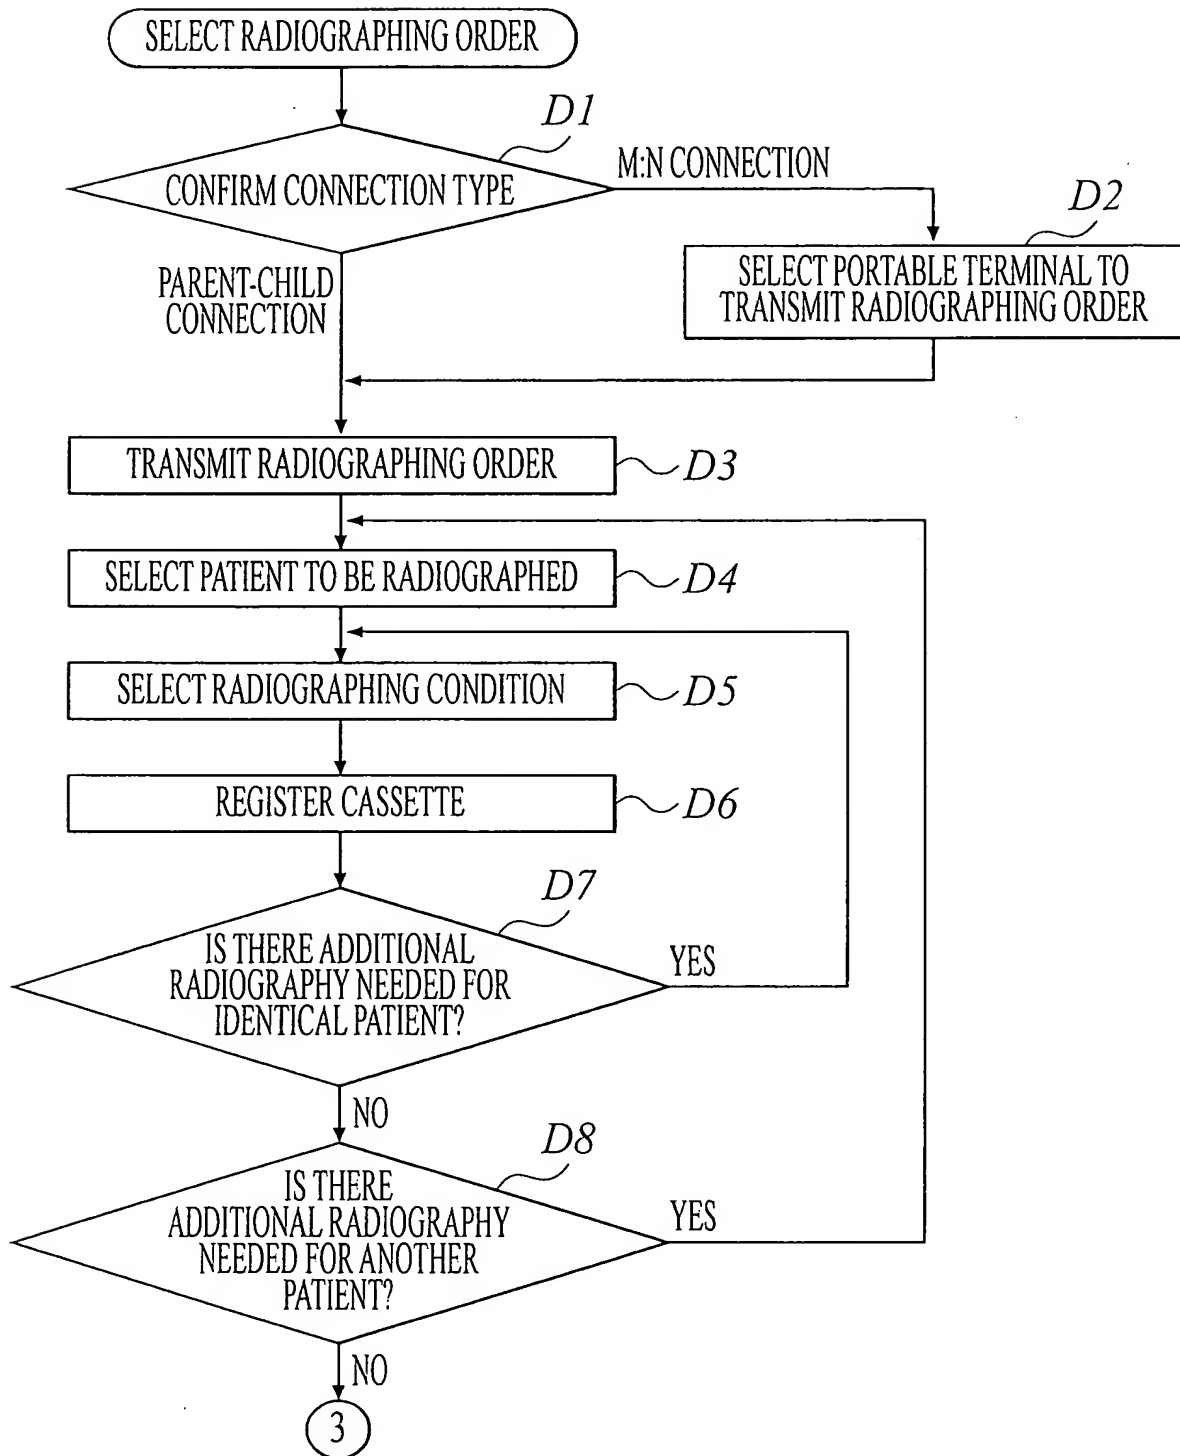 SELECT RADIOGRAPHING ORDER
D1
CONFIRM CONNECTION TYPE
M:N CONNECTION
D2
SELECT PORTABLE TERMINAL TO
TRANSMIT RADIOGRAPHING ORDER
PARENT-CHILD
CONNECTION
TRANSMIT RADIOGRAPHING ORDER
D3
SELECT PATIENT TO BE RADIOGRAPHED
D4
SELECT RADIOGRAPHING CONDITION
D5
REGISTER CASSETTE
D6
D7
IS THERE ADDITIONAL
RADIOGRAPHY NEEDED FOR
IDENTICAL PATIENT?
YES
NO
D8
IS THERE
ADDITIONAL RADIOGRAPHY
NEEDED FOR ANOTHER
PATIENT?
YES
NO
3